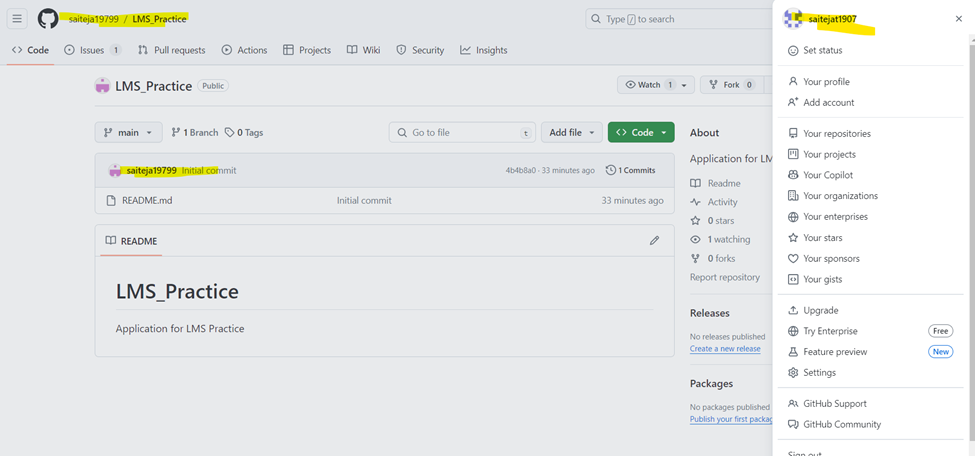 saiteja19799 / LMS_Practice
Type / to search
saitejat1907
Code
Issues 1
Pull requests
Actions
Projects
Wiki
Security
Insights
Set status
LMS_Practice Public
Watch 1
Fork 0
Your profile
Add account
main
1 Branch
0 Tags
Go to file t
Add file
Code
About
Your repositories
Your projects
Your Copilot
Your organizations
Your enterprises
Your stars
Your sponsors
Your gists
saiteja19799 Initial commit
4b4b8a0 · 33 minutes ago
1 Commits
Application for LM
README.md
Initial commit
33 minutes ago
Readme
Activity
0 stars
1 watching
0 forks
Report repository
README
LMS_Practice
Application for LMS Practice
Releases
No releases published
Create a new release
Packages
No packages published
Publish your first packag
Upgrade
Try Enterprise Free
Feature preview New
Settings
GitHub Support
GitHub Community
Sign out